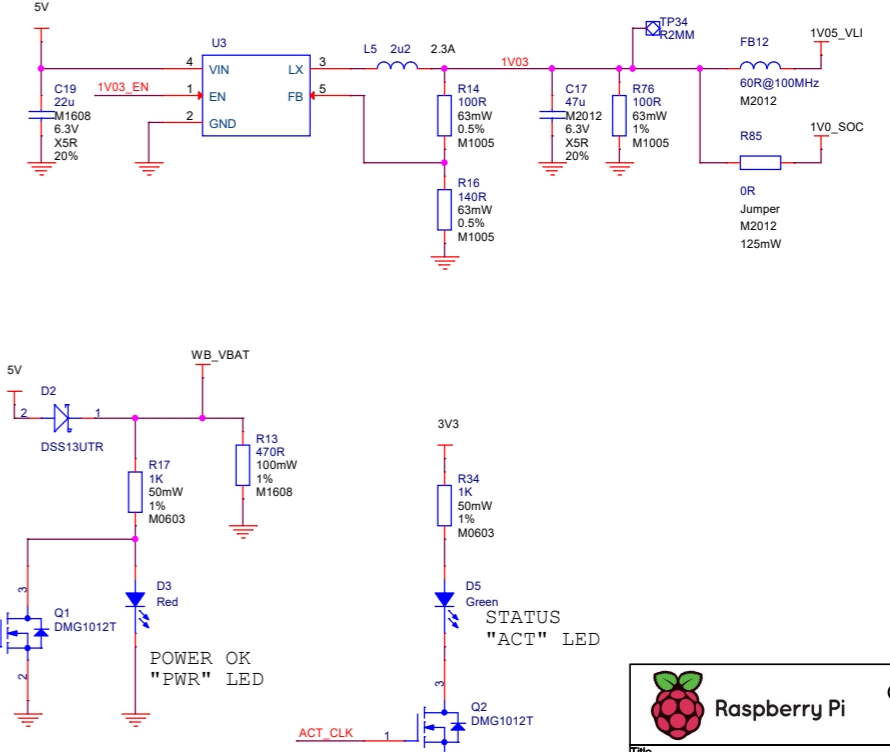 5V
U3
L5 2u2 2.3A
TP34
R2MM
1V05_VLI
FB12
4 VIN LX 3
1V03
1V03_EN 1 EN FB 5
2 GND
C19
22u
M1608
6.3V
X5R
20%
R14
100R
63mW
0.5%
M1005
C17
47u
M2012
6.3V
X5R
20%
R76
100R
63mW
1%
M1005
60R@100MHz
M2012
1V0_SOC
R85
0R
Jumper
M2012
125mW
R16
140R
63mW
0.5%
M1005
WB_VBAT
5V
D2
2 1
DSS13UTR
R13
470R
100mW
1%
M1608
R17
1K
50mW
1%
M0603
3V3
R34
1K
50mW
1%
M0603
3
Q1
DMG1012T
2
D3
Red
POWER OK
"PWR" LED
D5
Green
STATUS
"ACT" LED
3
Q2
DMG1012T
ACT_CLK 1
Raspberry Pi
Title